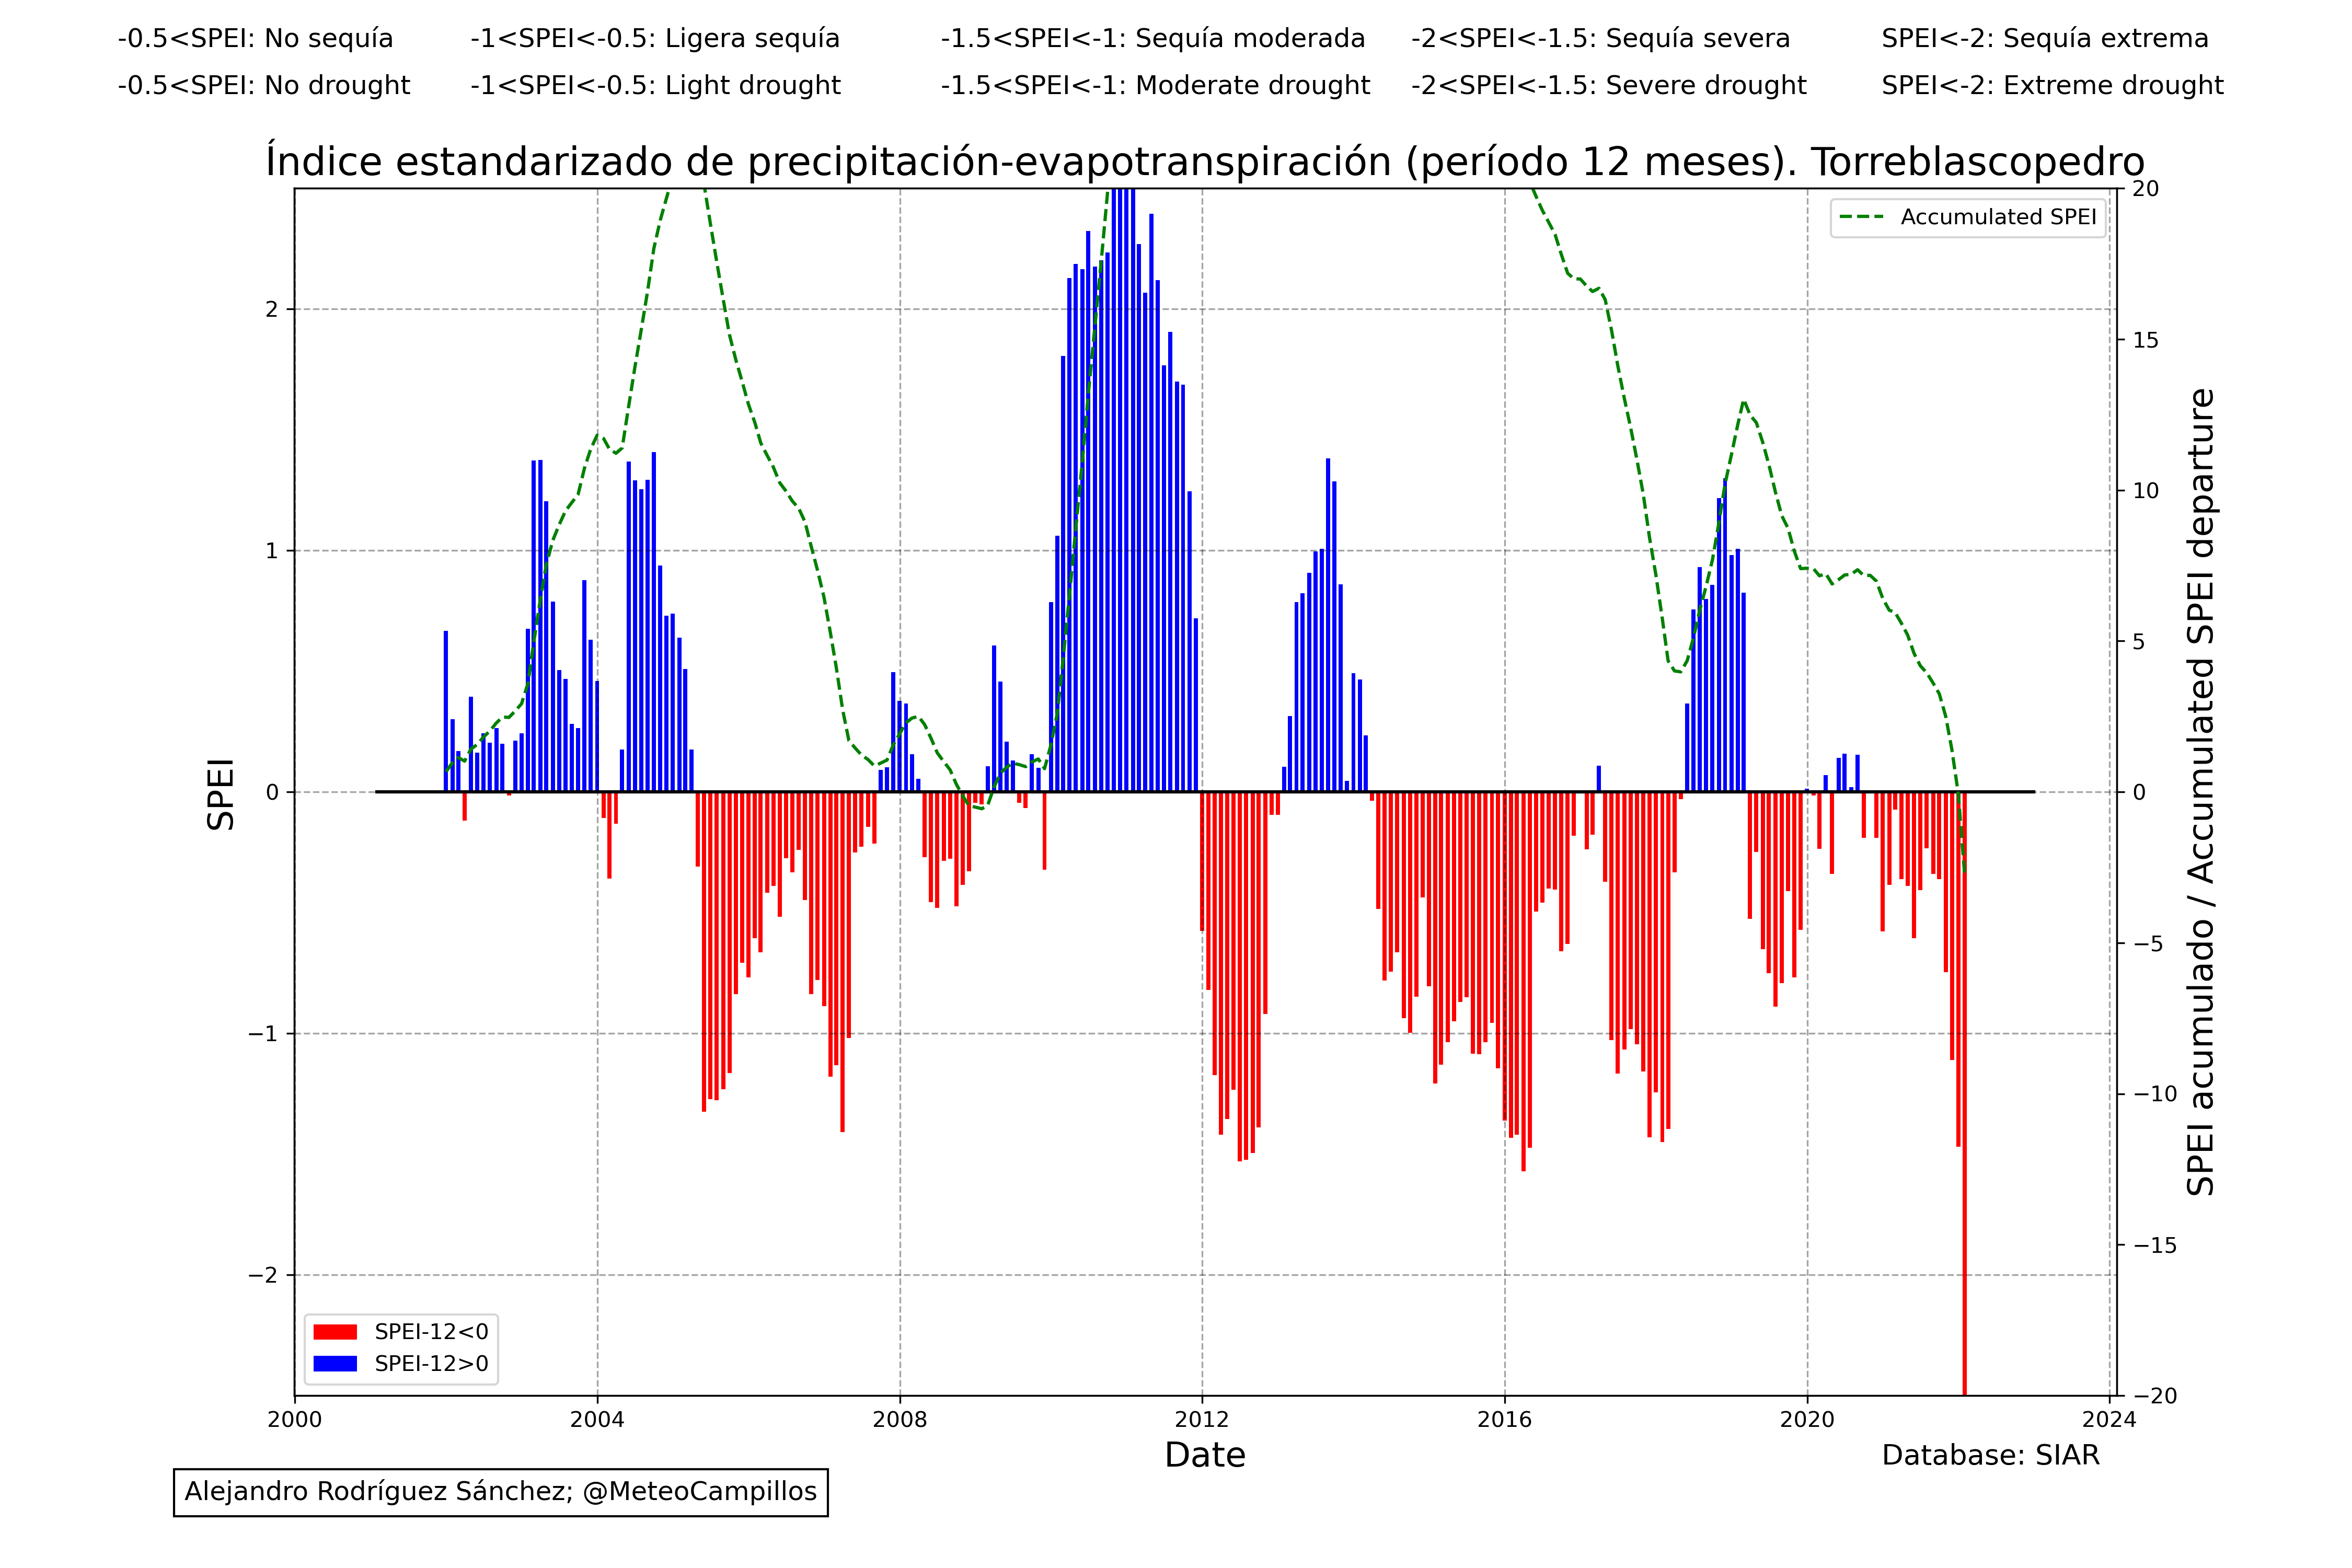 -0.5<SPEI: No sequía -1<SPEI<-0.5: Ligera sequía -1.5<SPEI<-1: Sequía moderada -2<SPEI<-1.5: Sequía severa SPEI<-2: Sequía extrema
-0.5<SPEI: No drought -1<SPEI<-0.5: Light drought -1.5<SPEI<-1: Moderate drought -2<SPEI<-1.5: Severe drought SPEI<-2: Extreme drought
Índice estandarizado de precipitación-evapotranspiración (período 12 meses). Torreblascopedro
Accumulated SPEI
SPEI
2
1
0
−1
−2
20
15
10
5
0
−5
−10
−15
−20
SPEI acumulado / Accumulated SPEI departure
SPEI-12<0
SPEI-12>0
2000 2004 2008 2012 2016 2020 2024
Date
Database: SIAR
Alejandro Rodríguez Sánchez; @MeteoCampillos